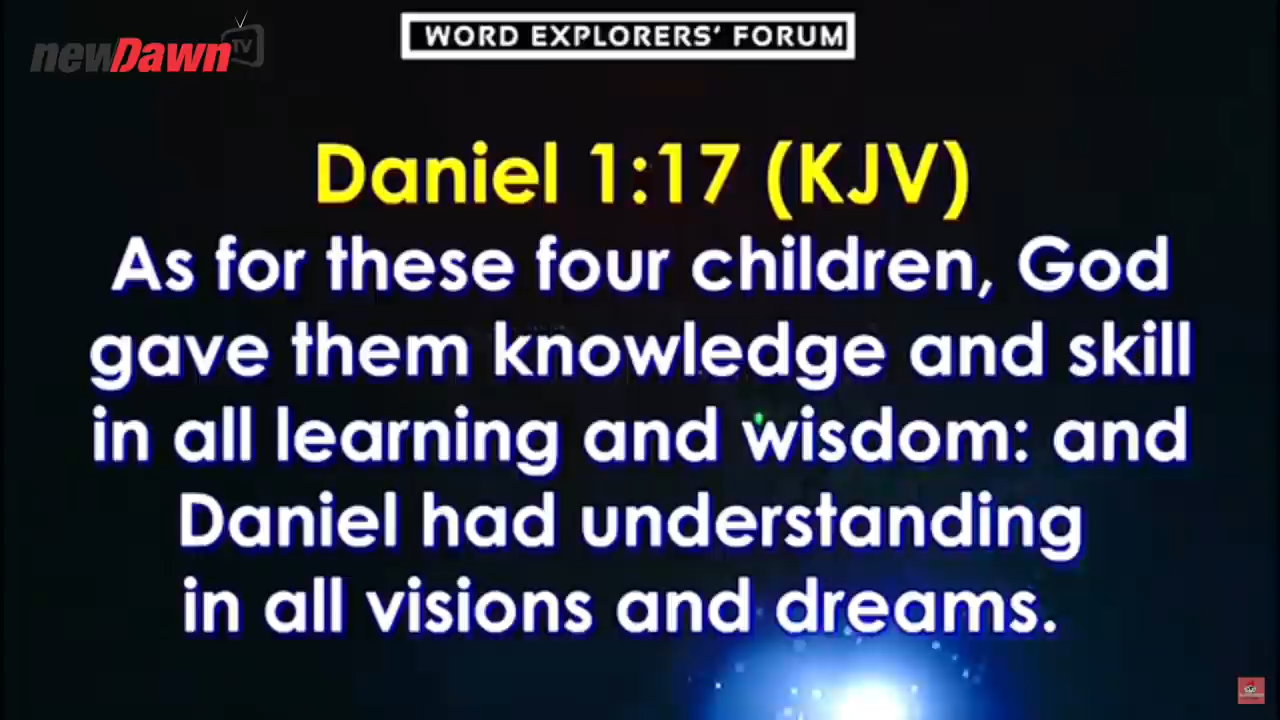 newDawn TV
WORD EXPLORERS' FORUM
Daniel 1:17 (KJV)
As for these four children, God
gave them knowledge and skill
in all learning and wisdom: and
Daniel had understanding
in all visions and dreams.